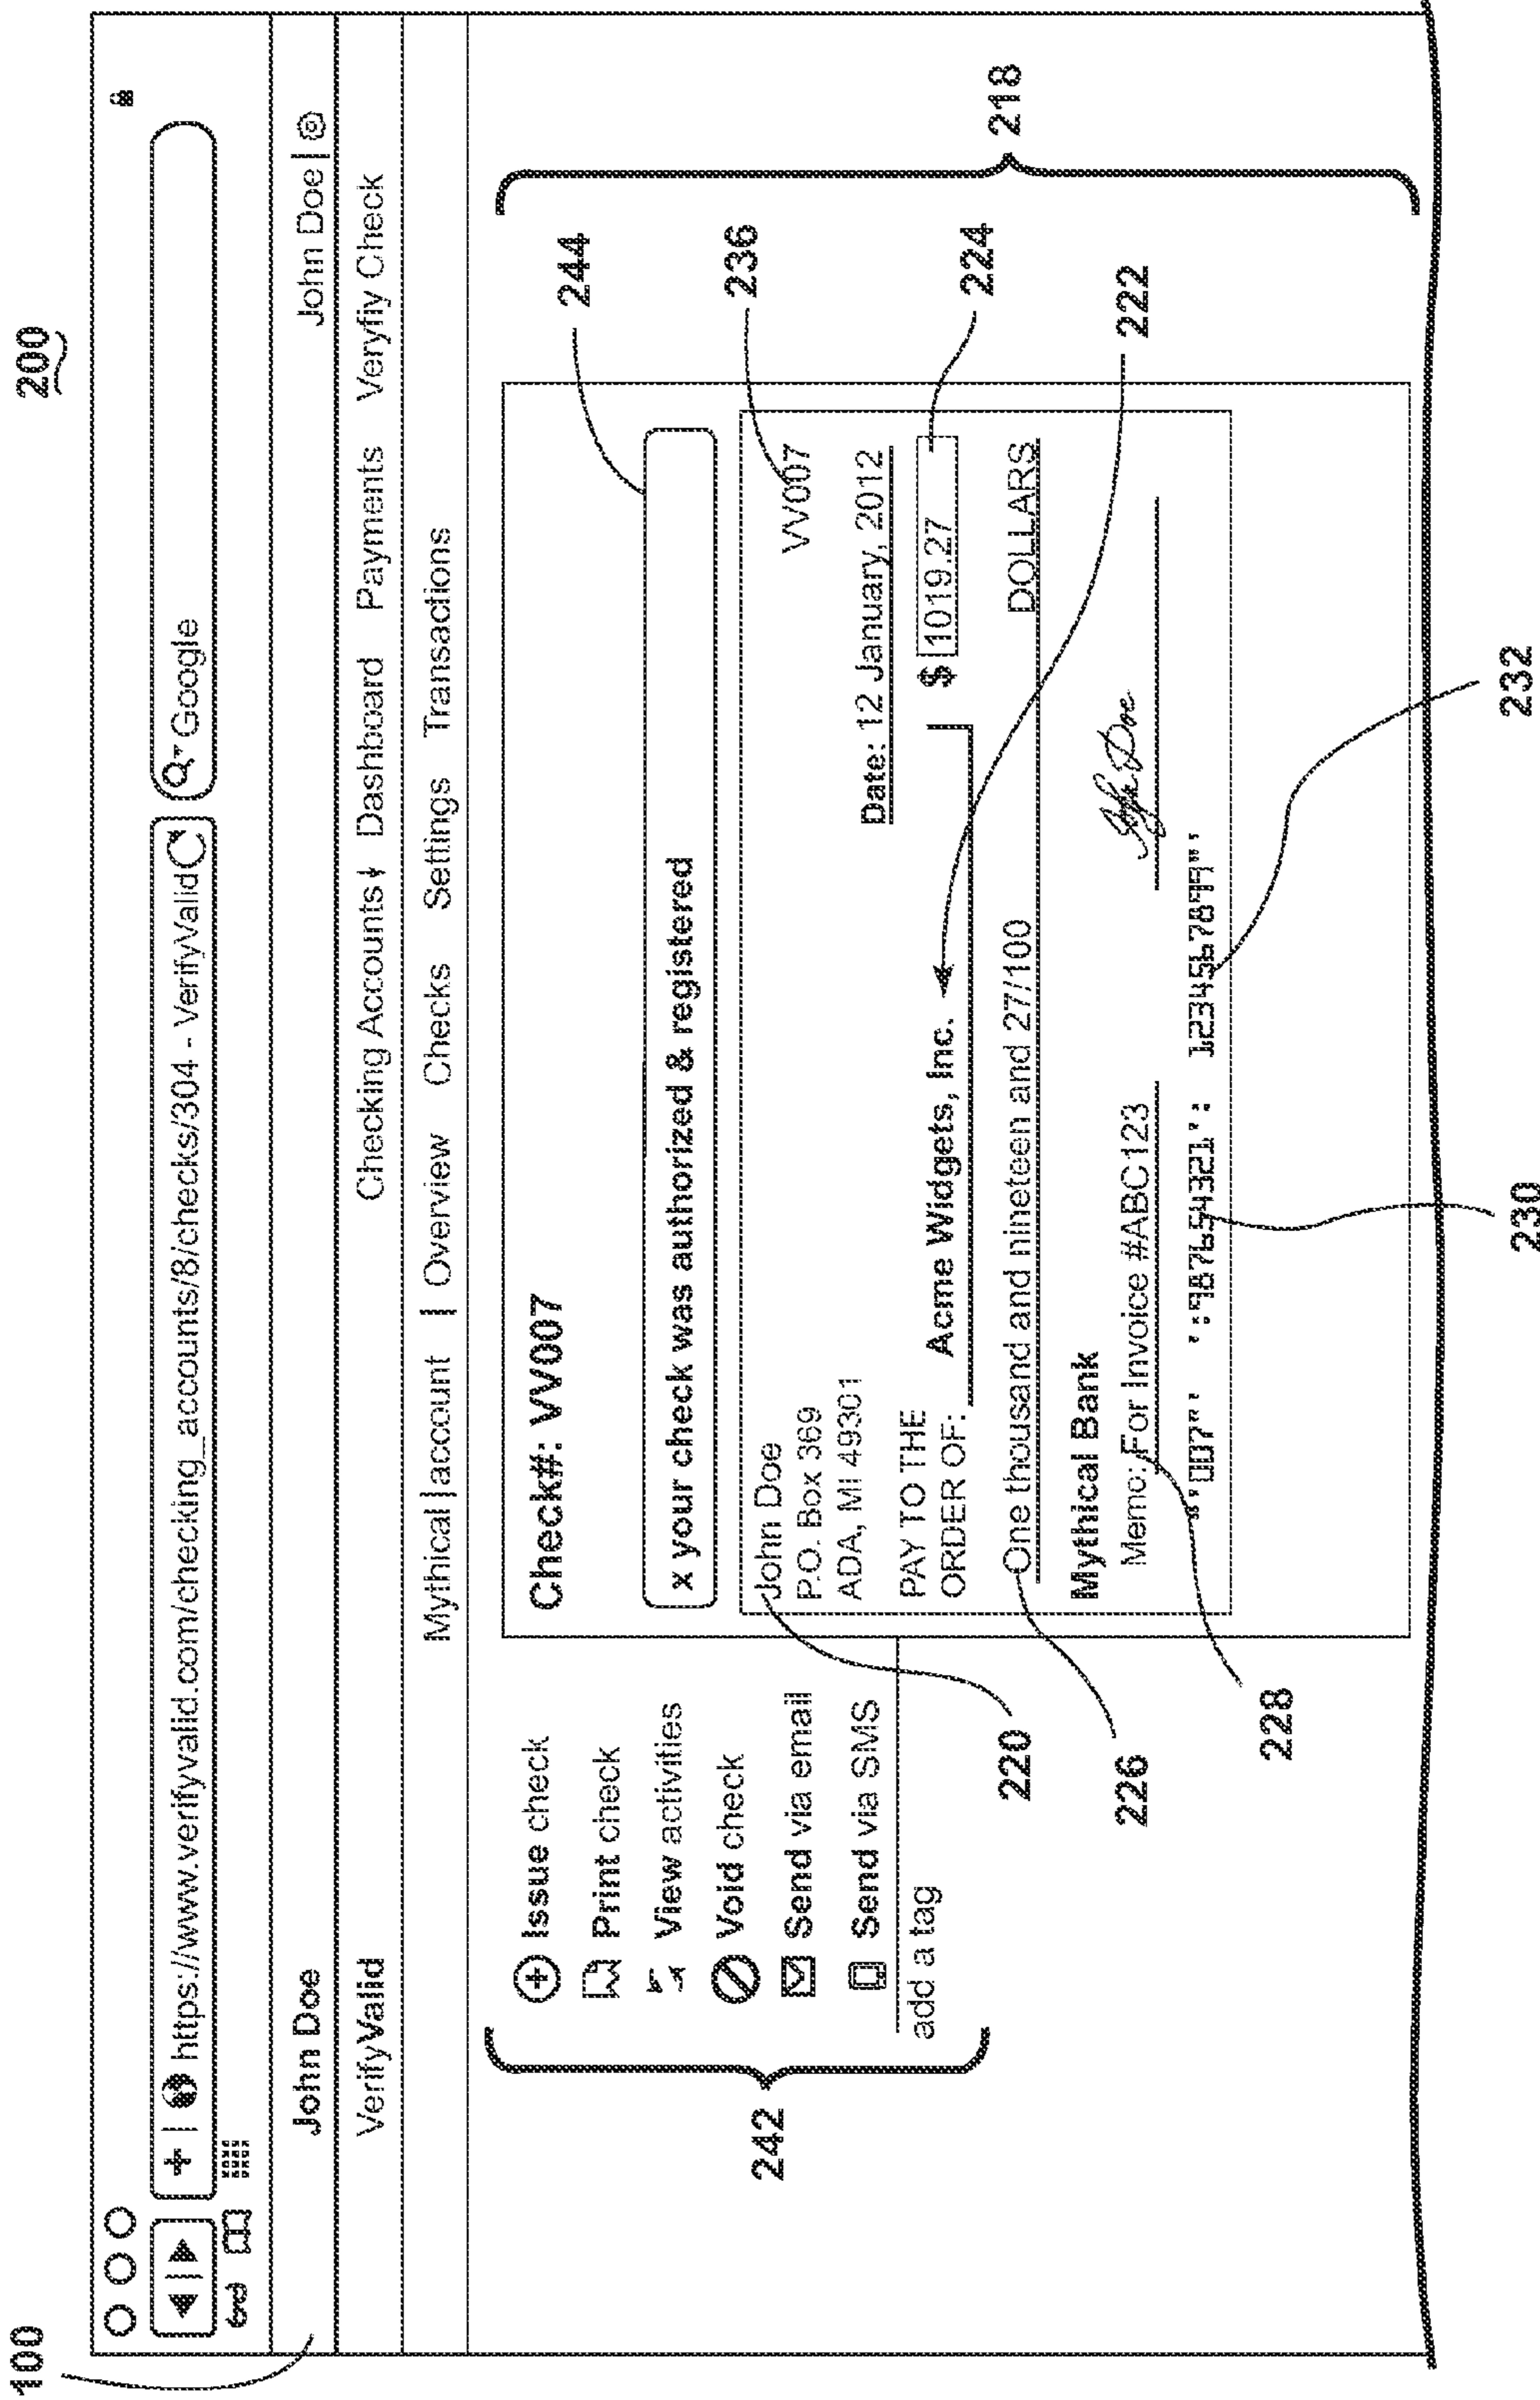 200
100
+ | https://www.verifyvalid.com/checking_accounts/8/checks/304 - VerifyValid
Google
John Doe
John Doe | @
VerifyValid
Checking Accounts Dashboard Payments Veryfiy Check
Mythical | account | Overview Checks Settings Transactions
Issue check
Print check
View activities
Void check
Send via email
Send via SMS
add a tag
242
Check#: VV007
x your check was authorized & registered
244
John Doe
P.O. Box 369
ADA, MI 49301
VV007
236
Date: 12 January, 2012
PAY TO THE
ORDER OF: Acme Widgets, Inc. $ 1019.27
224
222
218
One thousand and nineteen and 27/100 DOLLARS
Mythical Bank
Memo: For Invoice #ABC123
John Doe
"'007"' ':987654321': 1234567899"'
220
226
228
230
232